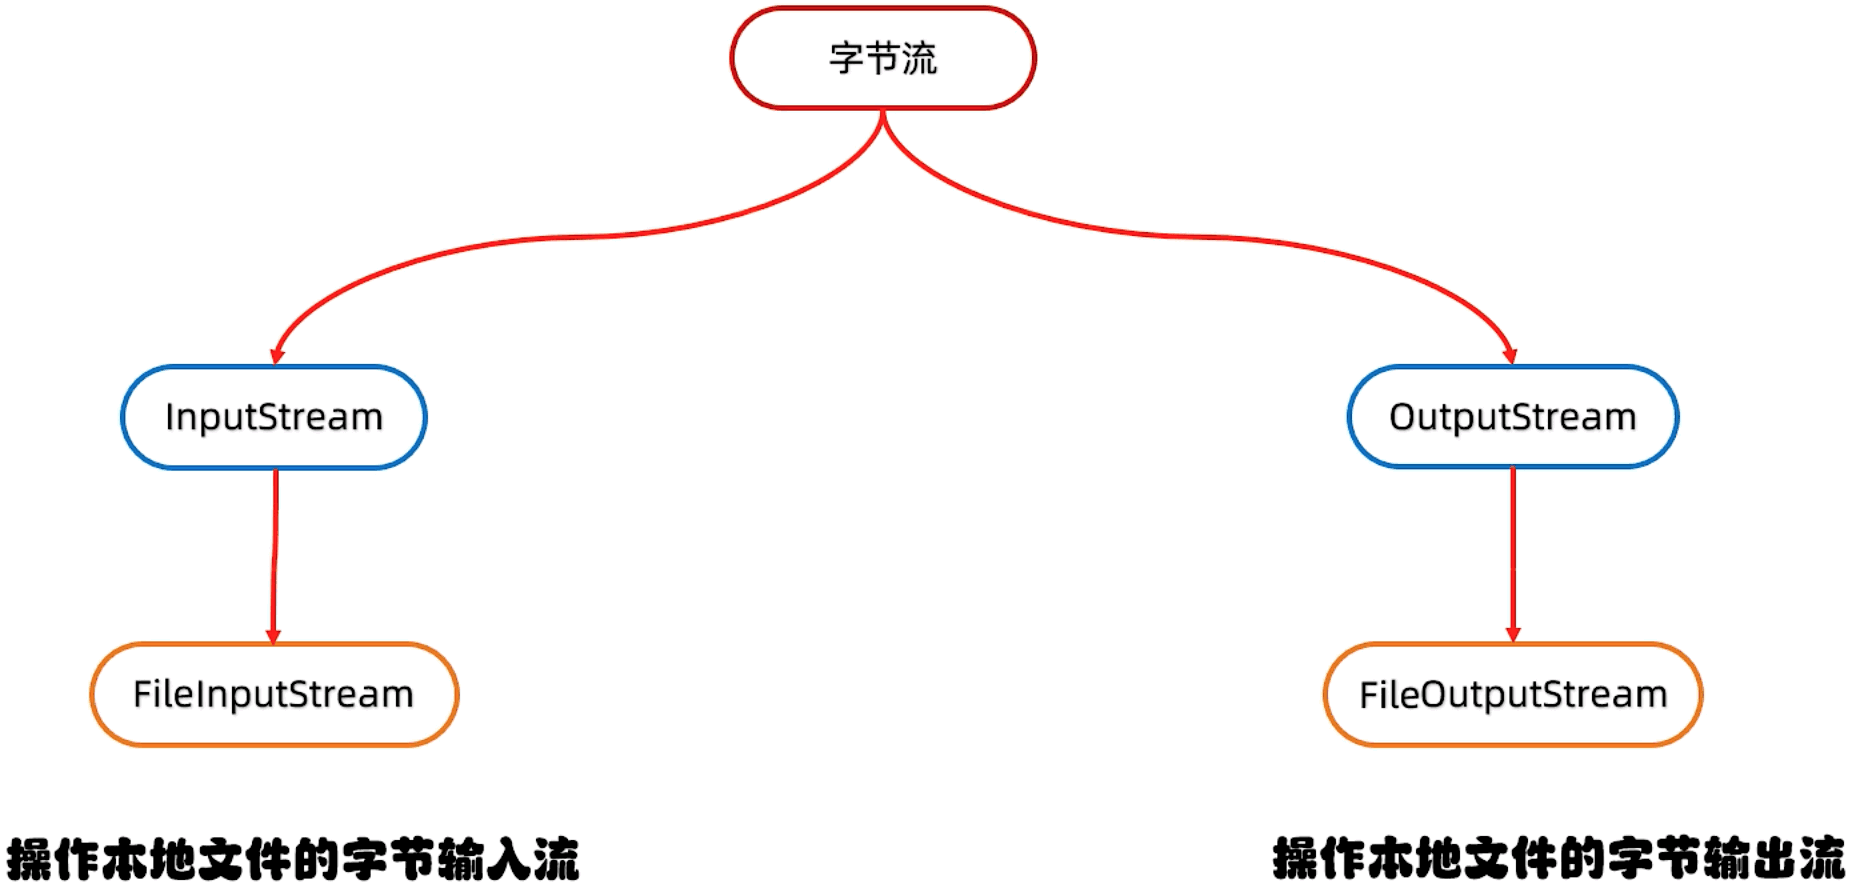 字节流
InputStream
OutputStream
FileInputStream
FileOutputStream
操作本地文件的字节输入流
操作本地文件的字节输出流